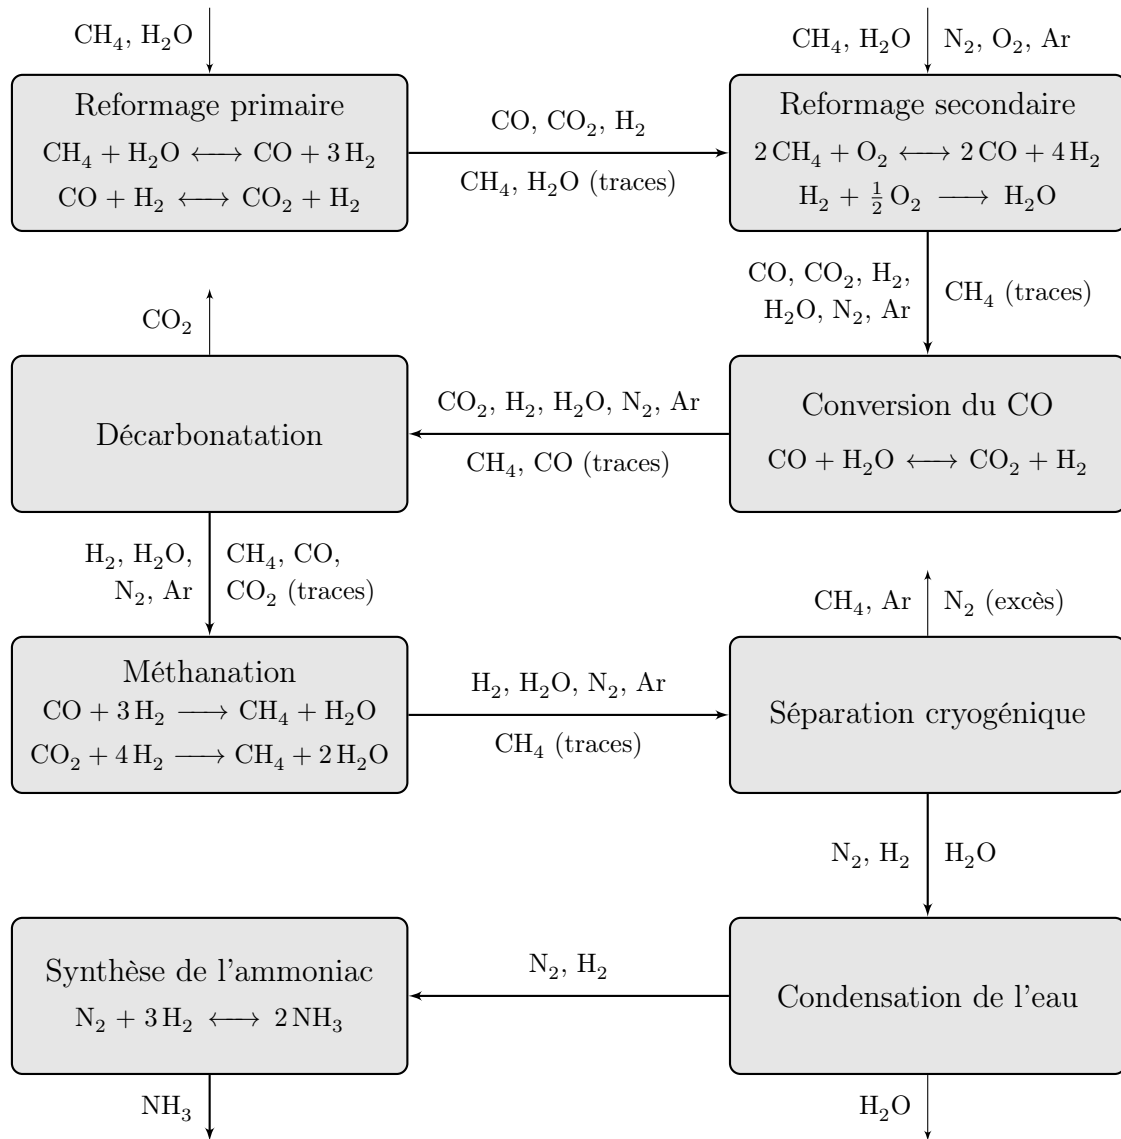 CH₄, H₂O
Reformage primaire
CH₄ + H₂O ⟷ CO + 3 H₂
CO + H₂ ⟷ CO₂ + H₂
CO, CO₂, H₂
CH₄, H₂O (traces)
CH₄, H₂O
N₂, O₂, Ar
Reformage secondaire
2 CH₄ + O₂ ⟷ 2 CO + 4 H₂
H₂ + ½ O₂ ⟶ H₂O
CO, CO₂, H₂,
H₂O, N₂, Ar
CH₄ (traces)
Conversion du CO
CO + H₂O ⟷ CO₂ + H₂
CO₂, H₂, H₂O, N₂, Ar
CH₄, CO (traces)
CO₂
Décarbonatation
H₂, H₂O,
N₂, Ar
CH₄, CO,
CO₂ (traces)
Méthanation
CO + 3 H₂ ⟶ CH₄ + H₂O
CO₂ + 4 H₂ ⟶ CH₄ + 2 H₂O
H₂, H₂O, N₂, Ar
CH₄ (traces)
CH₄, Ar
N₂ (excès)
Séparation cryogénique
N₂, H₂
H₂O
Condensation de l'eau
H₂O
N₂, H₂
Synthèse de l'ammoniac
N₂ + 3 H₂ ⟷ 2 NH₃
NH₃